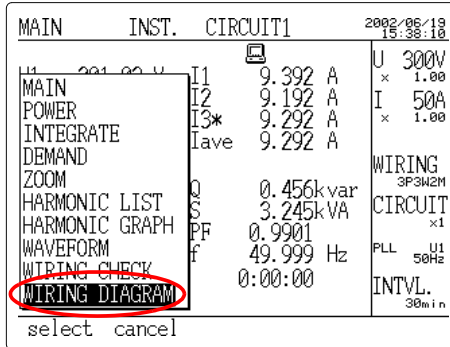 MAIN INST. CIRCUIT1 2002/06/19
15:38:10
I1 9.392 A
I2 9.192 A
I3* 9.292 A
Iave 9.292 A
Q 0.456kvar
S 3.245kVA
PF 0.9901
f 49.999 Hz
0:00:00
MAIN
POWER
INTEGRATE
DEMAND
ZOOM
HARMONIC LIST
HARMONIC GRAPH
WAVEFORM
WIRING CHECK
WIRING DIAGRAM
U 300V
× 1.00
I 50A
× 1.00
WIRING
3P3W2M
CIRCUIT
×1
PLL U1
50Hz
INTVL.
30min
select cancel